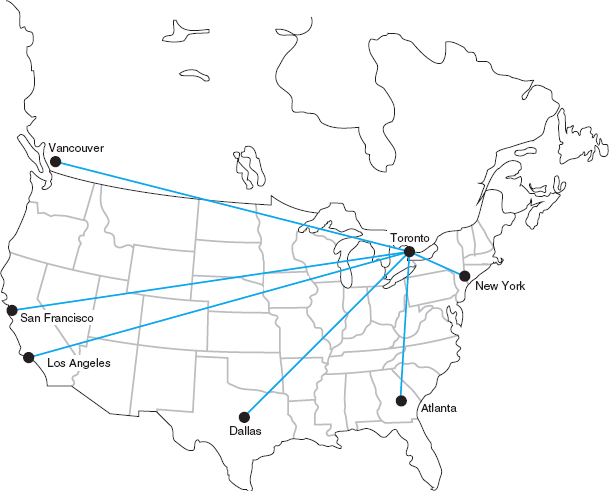 Vancouver
Toronto
New York
San Francisco
Los Angeles
Atlanta
Dallas